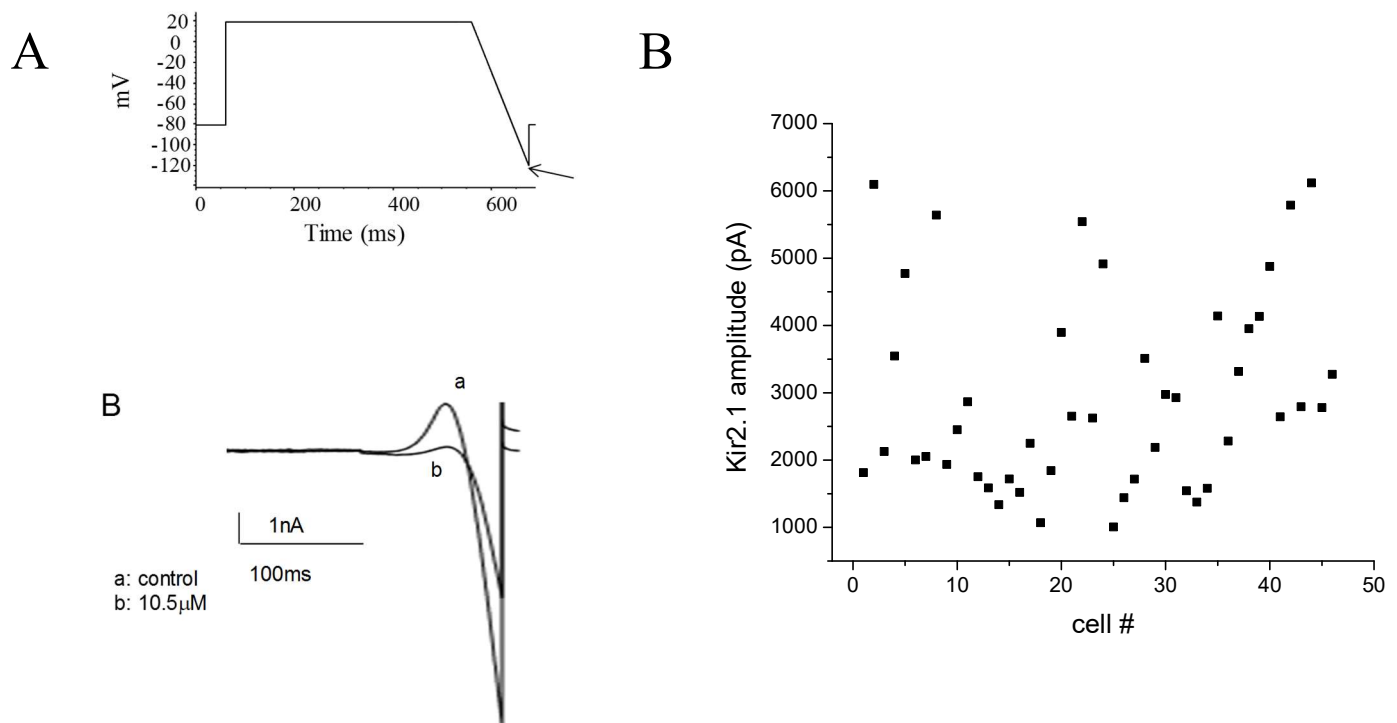 A
mV
20
0
-20
-40
-60
-80
-100
-120
0 200 400 600
Time (ms)
B
a
b
1nA
100ms
a: control
b: 10.5μM
B
Kir2.1 amplitude (pA)
7000
6000
5000
4000
3000
2000
1000
0 10 20 30 40 50
cell #